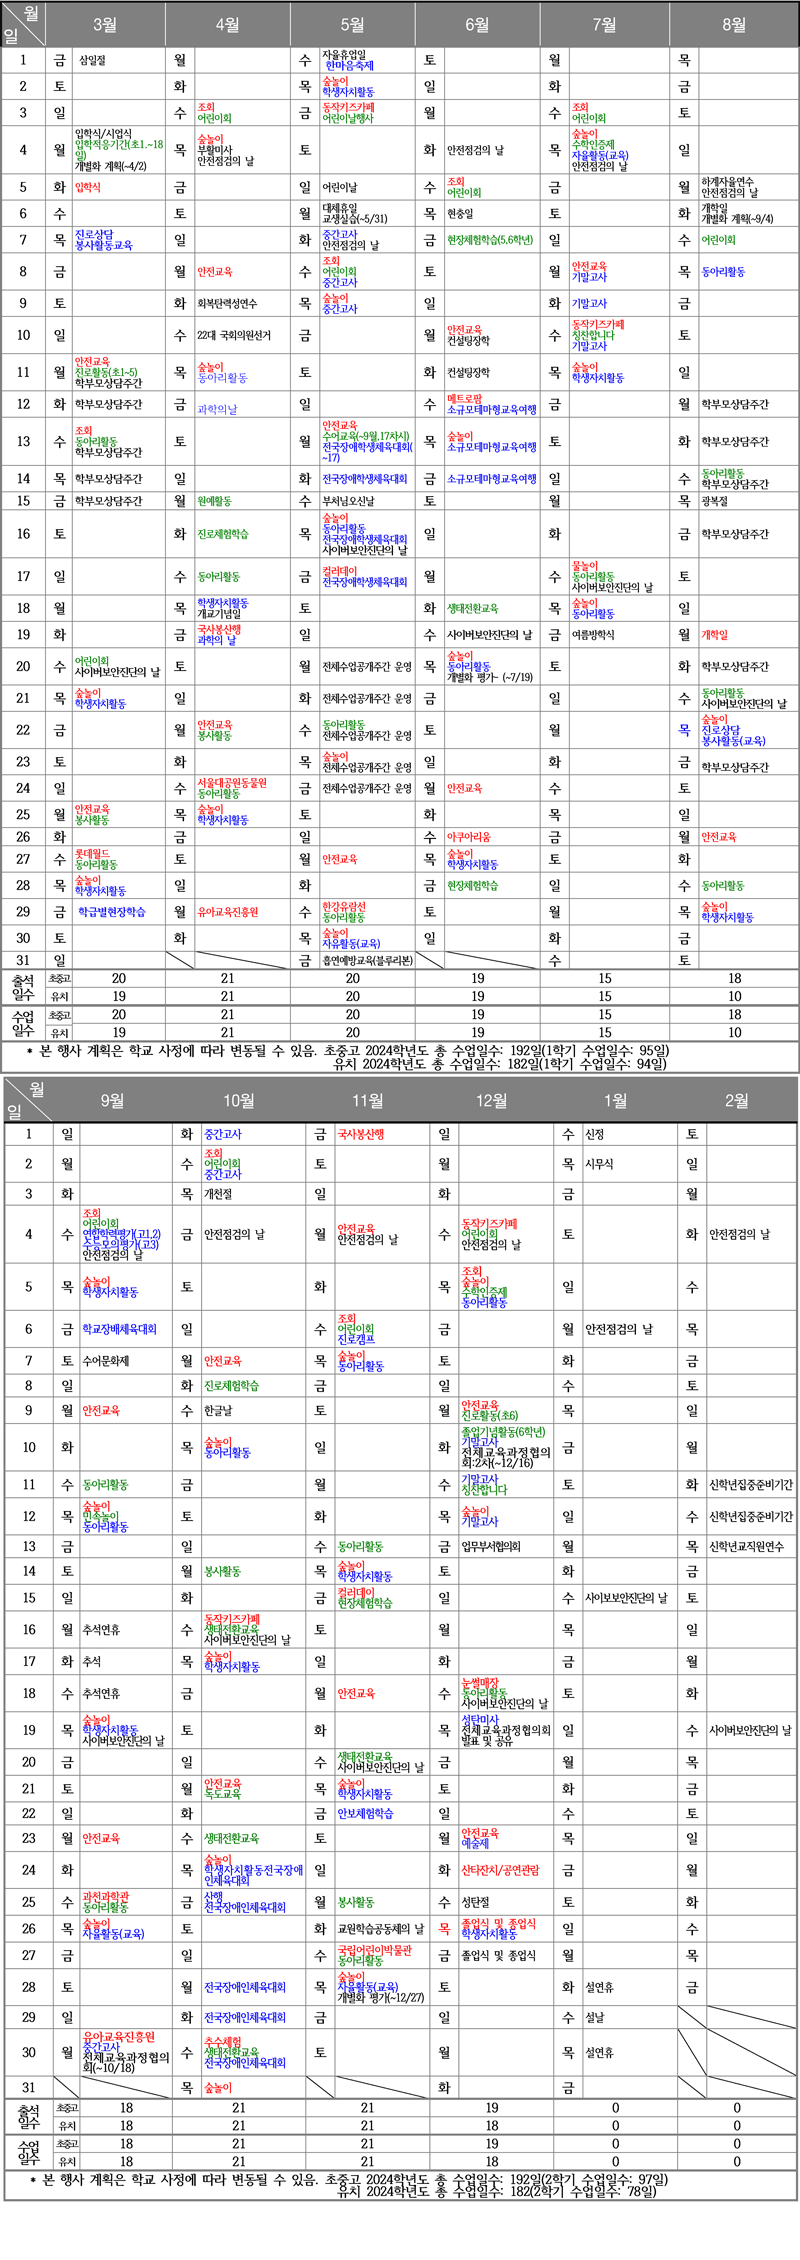 월
일
3월 4월 5월 6월 7월 8월
1 금 삼일절 월 수 자율휴업일 토 월 목
한마음축제
2 토 화 목 숲놀이 일 화 금
학생자치활동
3 일 수 조회 금 동작키즈카페 월 수 조회 토
어린이회 어린이날행사 어린이회
4 월 입학식/시업식 목 숲놀이 토 화 안전점검의 날 목 숲놀이 일
입학적응기간(초1.~18 부활미사 수학인증제
일) 안전점검의 날 자율활동(교육)
개별화 계획(~4/2) 안전점검의 날
5 화 입학식 금 일 어린이날 수 조회 금 월 하계자율연수
어린이회 안전점검의 날
6 수 토 월 대체휴일 목 현충일 토 화 개학일
교생실습(~5/31) 개별화 계획(~9/4)
7 목 진로상담 일 화 중간고사 금 현장체험학습(5,6학년) 일 수 어린이회
봉사활동교육 안전점검의 날
8 금 월 안전교육 수 조회 토 월 안전교육 목 동아리활동
어린이회 기말고사
중간고사
9 토 화 회복탄력성연수 목 숲놀이 일 화 기말고사 금
중간고사
10 일 수 22대 국회의원선거 금 월 안전교육 수 동작키즈카페 토
컨설팅장학 칭찬합니다
기말고사
11 월 안전교육 목 숲놀이 토 화 컨설팅장학 목 숲놀이 일
진로활동(초1~5) 동아리활동 학생자치활동
학부모상담주간
12 화 학부모상담주간 금 과학의날 일 수 메트로팜 금 월 학부모상담주간
소규모테마형교육여행
13 수 조회 토 월 안전교육 목 숲놀이 토 화 학부모상담주간
동아리활동 수어교육(~9월,17차시) 소규모테마형교육여행
학부모상담주간 전국장애학생체육대회(
~17)
14 목 학부모상담주간 일 화 전국장애학생체육대회 금 소규모테마형교육여행 일 수 동아리활동
학부모상담주간
15 금 학부모상담주간 월 원예활동 수 부처님오신날 토 월 목 광복절
16 토 화 진로체험학습 목 숲놀이 일 화 금 학부모상담주간
동아리활동
전국장애학생체육대회
사이버보안진단의 날
17 일 수 동아리활동 금 컬러데이 월 수 물놀이 토
전국장애학생체육대회 동아리활동
사이버보안진단의 날
18 월 목 학생자치활동 토 화 생태전환교육 목 숲놀이 일
개교기념일 동아리활동
19 화 금 국사봉산행 일 수 사이버보안진단의 날 금 여름방학식 월 개학일
과학의 날
20 수 어린이회 토 월 전체수업공개주간 운영 목 숲놀이 토 화 학부모상담주간
사이버보안진단의 날 동아리활동
개별화 평가~ (~7/19)
21 목 숲놀이 일 화 전체수업공개주간 운영 금 일 수 동아리활동
학생자치활동 사이버보안진단의 날
22 금 월 안전교육 수 동아리활동 토 월 목 숲놀이
봉사활동 전체수업공개주간 운영 진로상담
봉사활동(교육)
23 토 화 목 숲놀이 일 화 금 학부모상담주간
전체수업공개주간 운영
24 일 수 서울대공원동물원 금 전체수업공개주간 운영 월 안전교육 수 토
동아리활동
25 월 안전교육 목 숲놀이 토 화 목 일
봉사활동 학생자치활동
26 화 금 일 수 아쿠아리움 금 월 안전교육
27 수 롯데월드 토 월 안전교육 목 숲놀이 토 화
동아리활동 학생자치활동
28 목 숲놀이 일 화 금 현장체험학습 일 수 동아리활동
학생자치활동
29 금 학급별현장학습 월 유아교육진흥원 수 한강유람선 토 월 목 숲놀이
동아리활동 학생자치활동
30 토 화 목 숲놀이 일 화 금
자유활동(교육)
31 일 금 흡연예방교육(블루리본) 수 토
출석 초중고 20 21 20 19 15 18
일수 유치 19 21 20 19 15 10
수업 초중고 20 21 20 19 15 18
일수 유치 19 21 20 19 15 10
* 본 행사 계획은 학교 사정에 따라 변동될 수 있음. 초중고 2024학년도 총 수업일수: 192일(1학기 수업일수: 95일)
유치 2024학년도 총 수업일수: 182일(1학기 수업일수: 94일)
월
일
9월 10월 11월 12월 1월 2월
1 일 화 중간고사 금 국사봉산행 일 수 신정 토
2 월 수 조회 토 월 목 시무식 일
어린이회
중간고사
3 화 목 개천절 일 화 금 월
4 수 조회 금 안전점검의 날 월 안전교육 수 동작키즈카페 토 화 안전점검의 날
어린이회 안전점검의 날 어린이회
연합학력평가(고1,2) 안전점검의 날
수능모의평가(고3)
안전점검의 날
5 목 숲놀이 토 화 목 조회 일 수
학생자치활동 숲놀이
수학인증제
동아리활동
6 금 학교장배체육대회 일 수 조회 금 월 안전점검의 날 목
어린이회
진로캠프
7 토 수어문화제 월 안전교육 목 숲놀이 토 화 금
동아리활동
8 일 화 진로체험학습 금 일 수 토
9 월 안전교육 수 한글날 토 월 안전교육 목 일
진로활동(초6)
10 화 목 숲놀이 일 화 졸업기념활동(6학년) 금 월
동아리활동 기말고사
전체교육과정협의
회:2차(~12/16)
11 수 동아리활동 금 월 수 기말고사 토 화 신학년집중준비기간
칭찬합니다
12 목 숲놀이 토 화 목 숲놀이 일 수 신학년집중준비기간
민속놀이 기말고사
동아리활동
13 금 일 수 동아리활동 금 업무부서협의회 월 목 신학년교직원연수
14 토 월 봉사활동 목 숲놀이 토 화 금
학생자치활동
15 일 화 금 컬러데이 일 수 사이보보안진단의 날 토
현장체험학습
16 월 추석연휴 수 동작키즈카페 토 월 목 일
생태전환교육
사이버보안진단의 날
17 화 추석 목 숲놀이 일 화 금 월
학생자치활동
18 수 추석연휴 금 월 안전교육 수 눈썰매장 토 화
동아리활동
사이버보안진단의 날
19 목 숲놀이 토 화 목 성탄미사 일 수 사이버보안진단의 날
학생자치활동 전체교육과정협의회
사이버보안진단의 날 발표 및 공유
20 금 일 수 생태전환교육 금 월 목
사이버보안진단의 날
21 토 월 안전교육 목 숲놀이 토 화 금
독도교육 학생자치활동
22 일 화 금 안보체험학습 일 수 토
23 월 안전교육 수 생태전환교육 토 월 안전교육 목 일
예술제
24 화 목 숲놀이 일 화 산타잔치/공연관람 금 월
학생자치활동전국장애
인체육대회
25 수 과천과학관 금 산행 월 봉사활동 수 성탄절 토 화
동아리활동 전국장애인체육대회
26 목 숲놀이 토 화 교원학습공동체의 날 목 졸업식 및 종업식 일 수
자율활동(교육) 학생자치활동
27 금 일 수 국립어린이박물관 금 졸업식 및 종업식 월 목
동아리활동
28 토 월 전국장애인체육대회 목 숲놀이 토 화 설연휴 금
자율활동(교육)
개별화 평가(~12/27)
29 일 화 전국장애인체육대회 금 일 수 설날
30 월 유아교육진흥원 수 추수체험 토 월 목 설연휴
중간고사 생태전환교육
전체교육과정협의 전국장애인체육대회
회(~10/18)
31 목 숲놀이 화 금
출석 초중고 18 21 21 19 0 0
일수 유치 18 21 21 18 0 0
수업 초중고 18 21 21 19 0 0
일수 유치 18 21 21 18 0 0
* 본 행사 계획은 학교 사정에 따라 변동될 수 있음. 초중고 2024학년도 총 수업일수: 192일(2학기 수업일수: 97일)
유치 2024학년도 총 수업일수: 182(2학기 수업일수: 78일)